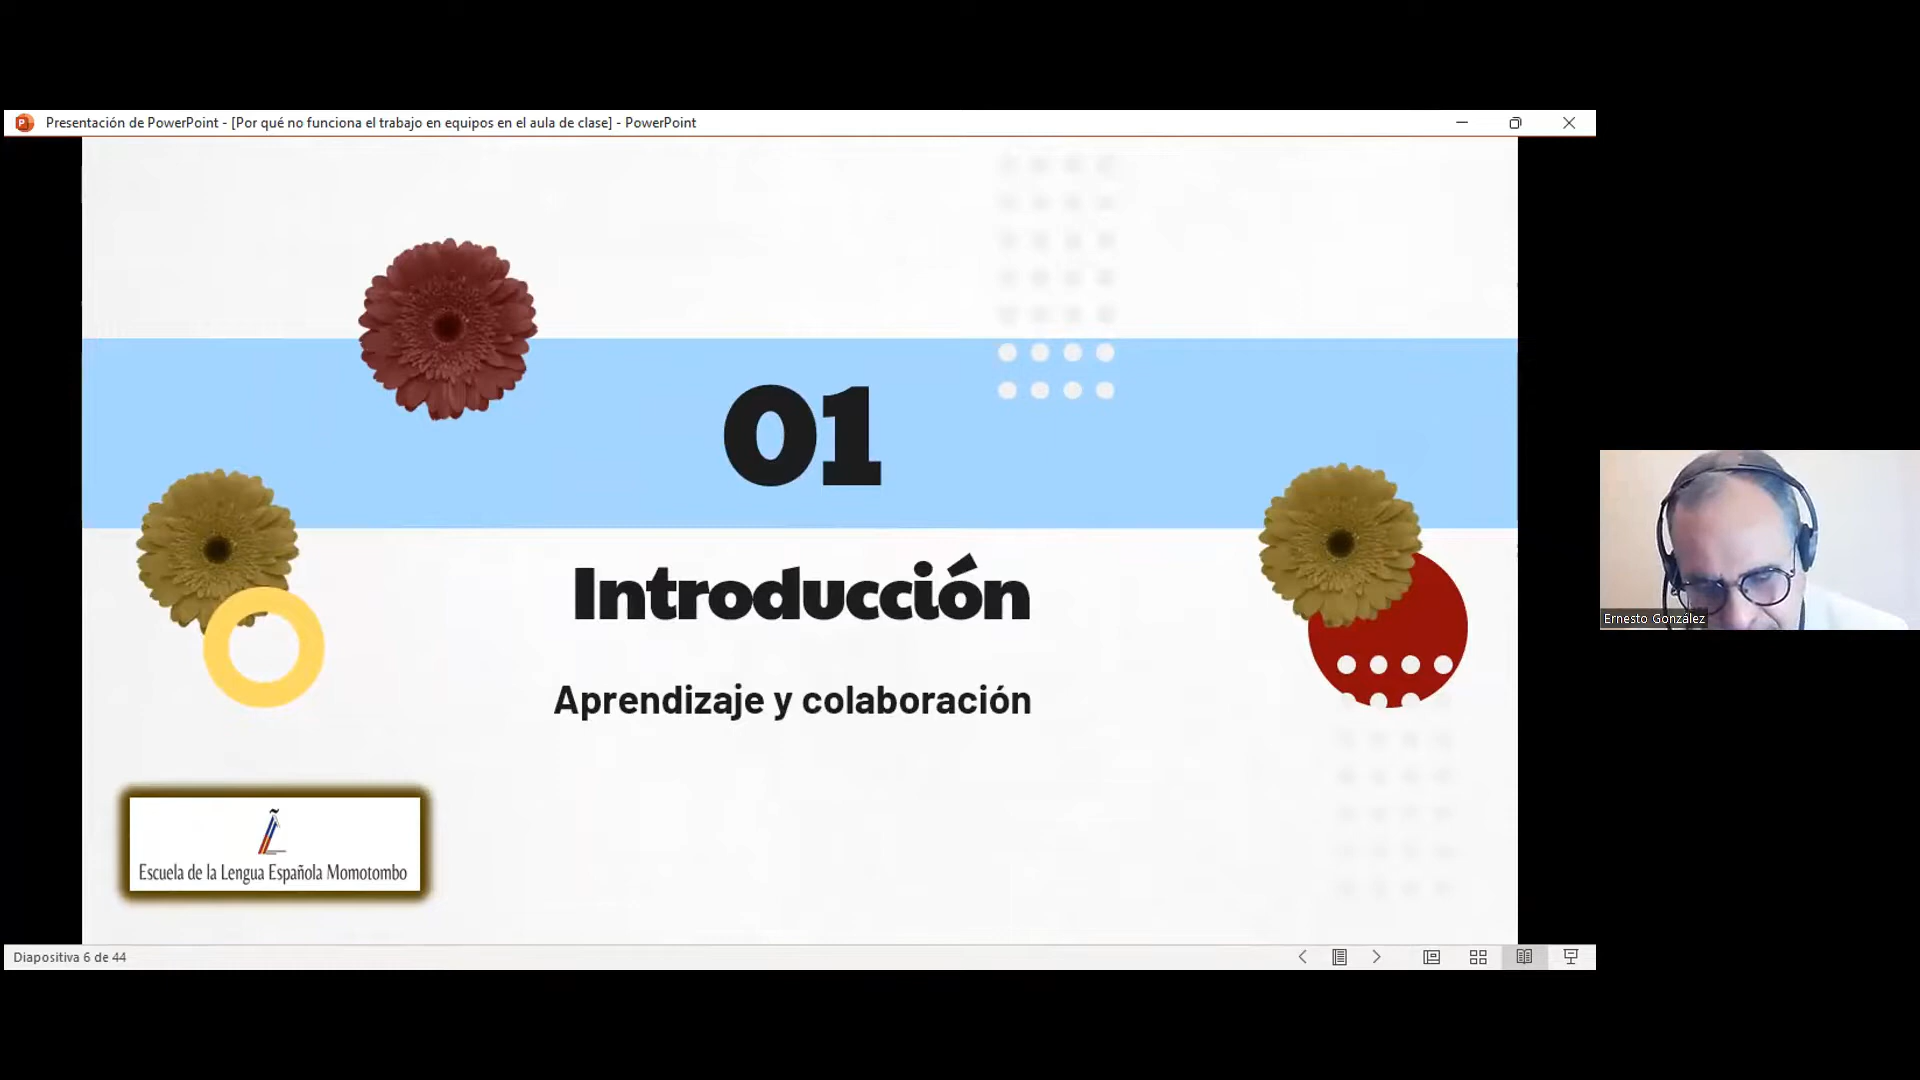 Presentación de PowerPoint - [Por qué no funciona el trabajo en equipos en el aula de clase] - PowerPoint
01
Introducción
Aprendizaje y colaboración
Ernesto González
Escuela de la Lengua Española Momotombo
Diapositiva 6 de 44